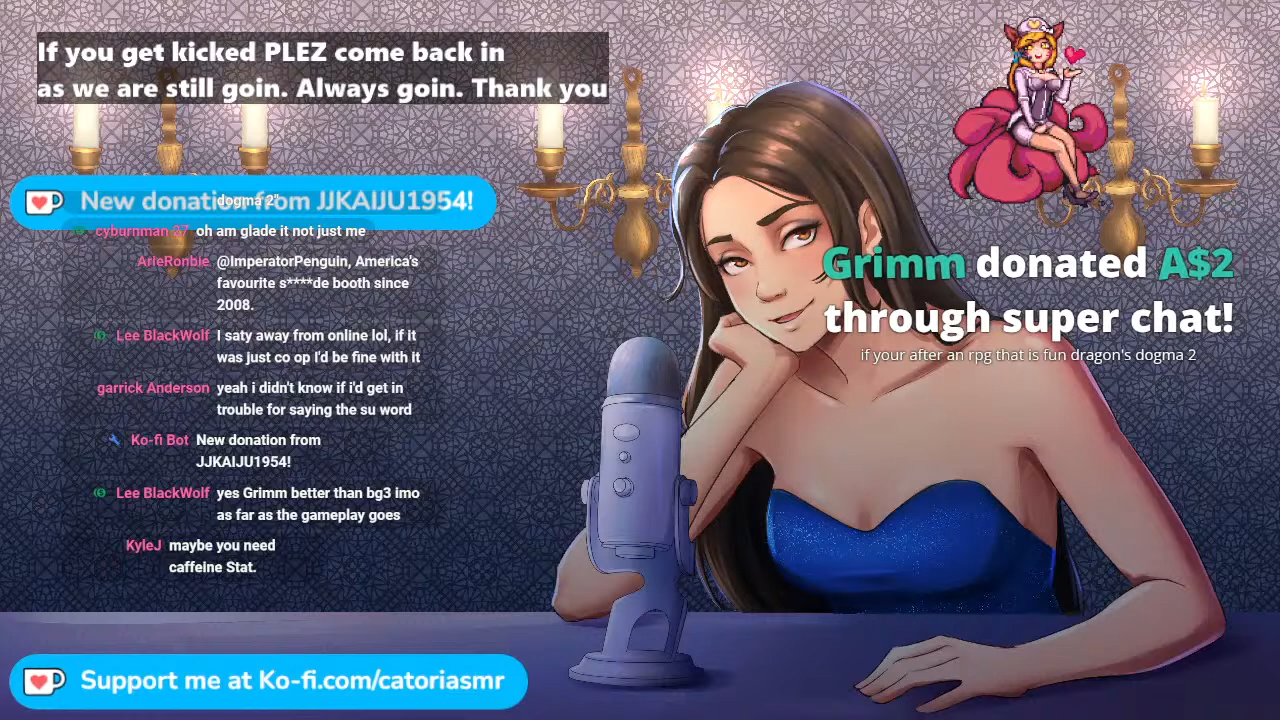 If you get kicked PLEZ come back in
as we are still goin. Always goin. Thank you
New donation from JJKAIJU1954!
dogma 2"
cyburnman 27 oh am glade it not just me
ArieRonbie @ImperatorPenguin, America's
favourite s****de booth since
2008.
Lee BlackWolf I saty away from online lol, if it
was just co op I'd be fine with it
garrick Anderson yeah i didn't know if i'd get in
trouble for saying the su word
Ko-fi Bot New donation from
JJKAIJU1954!
Lee BlackWolf yes Grimm better than bg3 imo
as far as the gameplay goes
KyleJ maybe you need
caffeine Stat.
Grimm donated A$2
through super chat!
if your after an rpg that is fun dragon's dogma 2
Support me at Ko-fi.com/catoriasmr